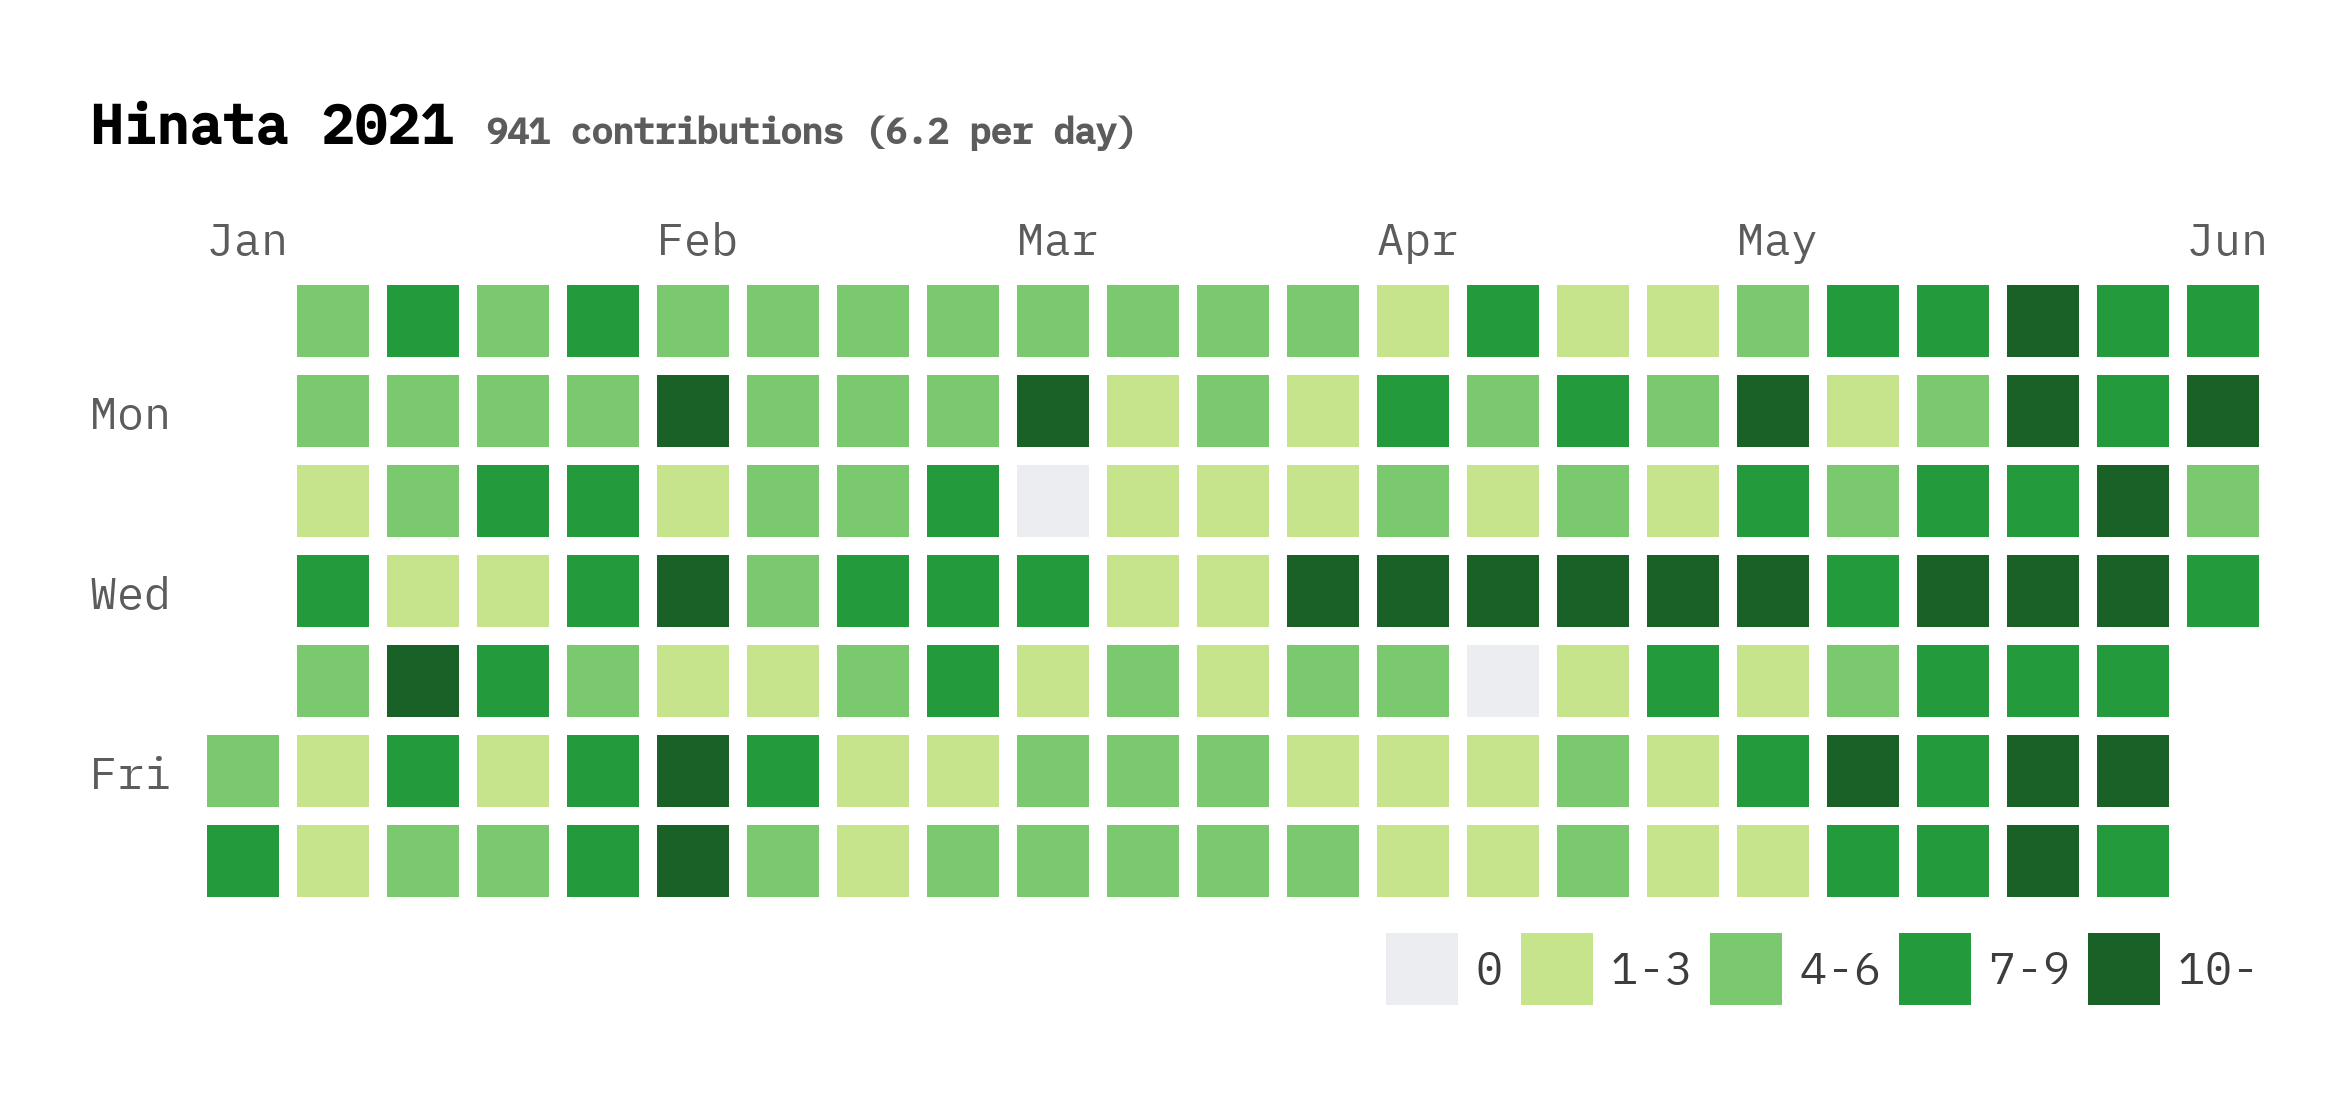 Hinata 2021 941 contributions (6.2 per day)
Jan Feb Mar Apr May Jun
Mon
Wed
Fri
0 1-3 4-6 7-9 10-